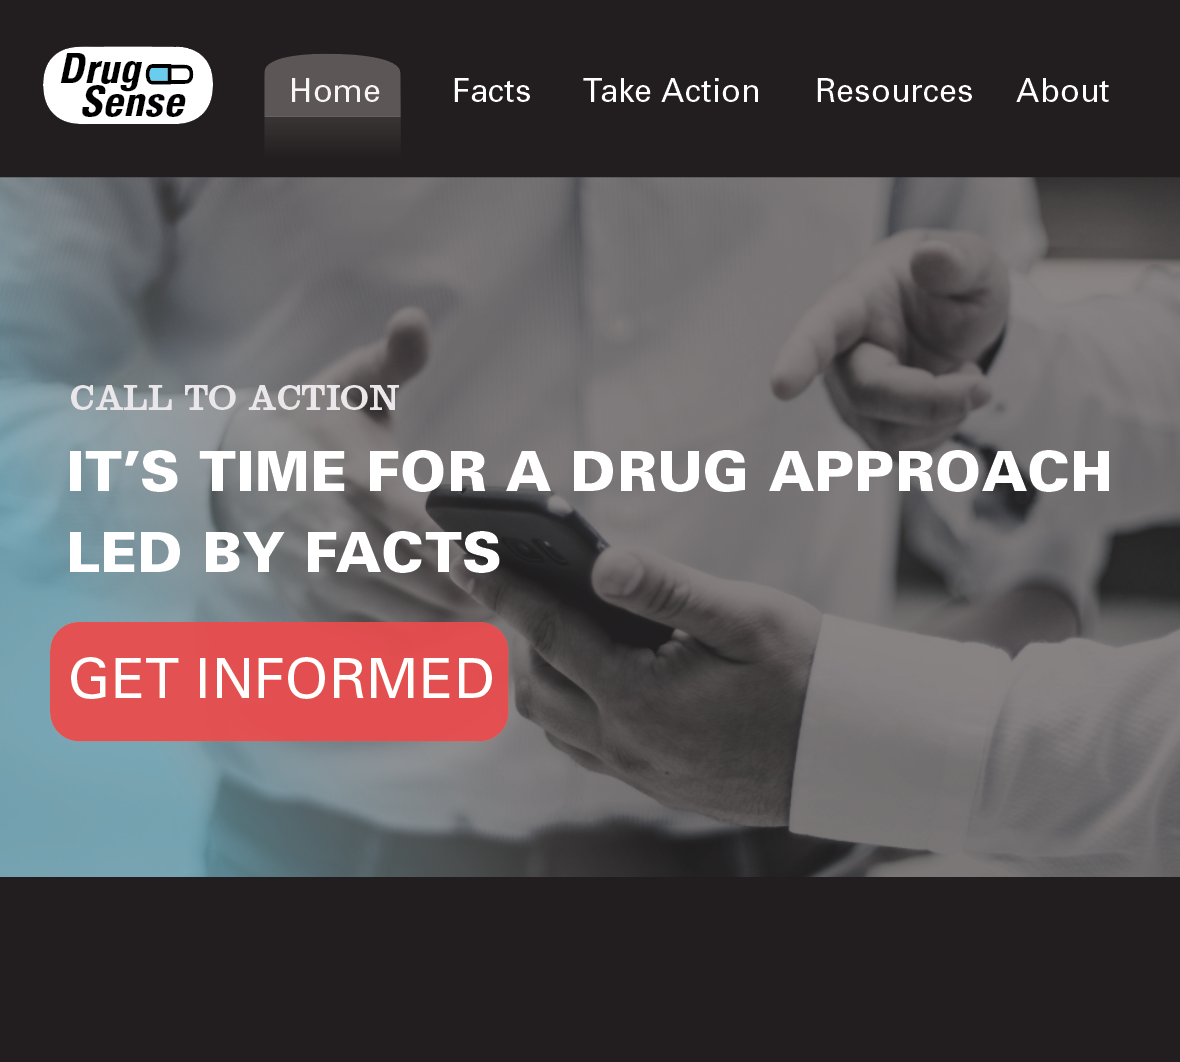 Drug
Sense
Home Facts Take Action Resources About
CALL TO ACTION
IT’S TIME FOR A DRUG APPROACH
LED BY FACTS
GET INFORMED